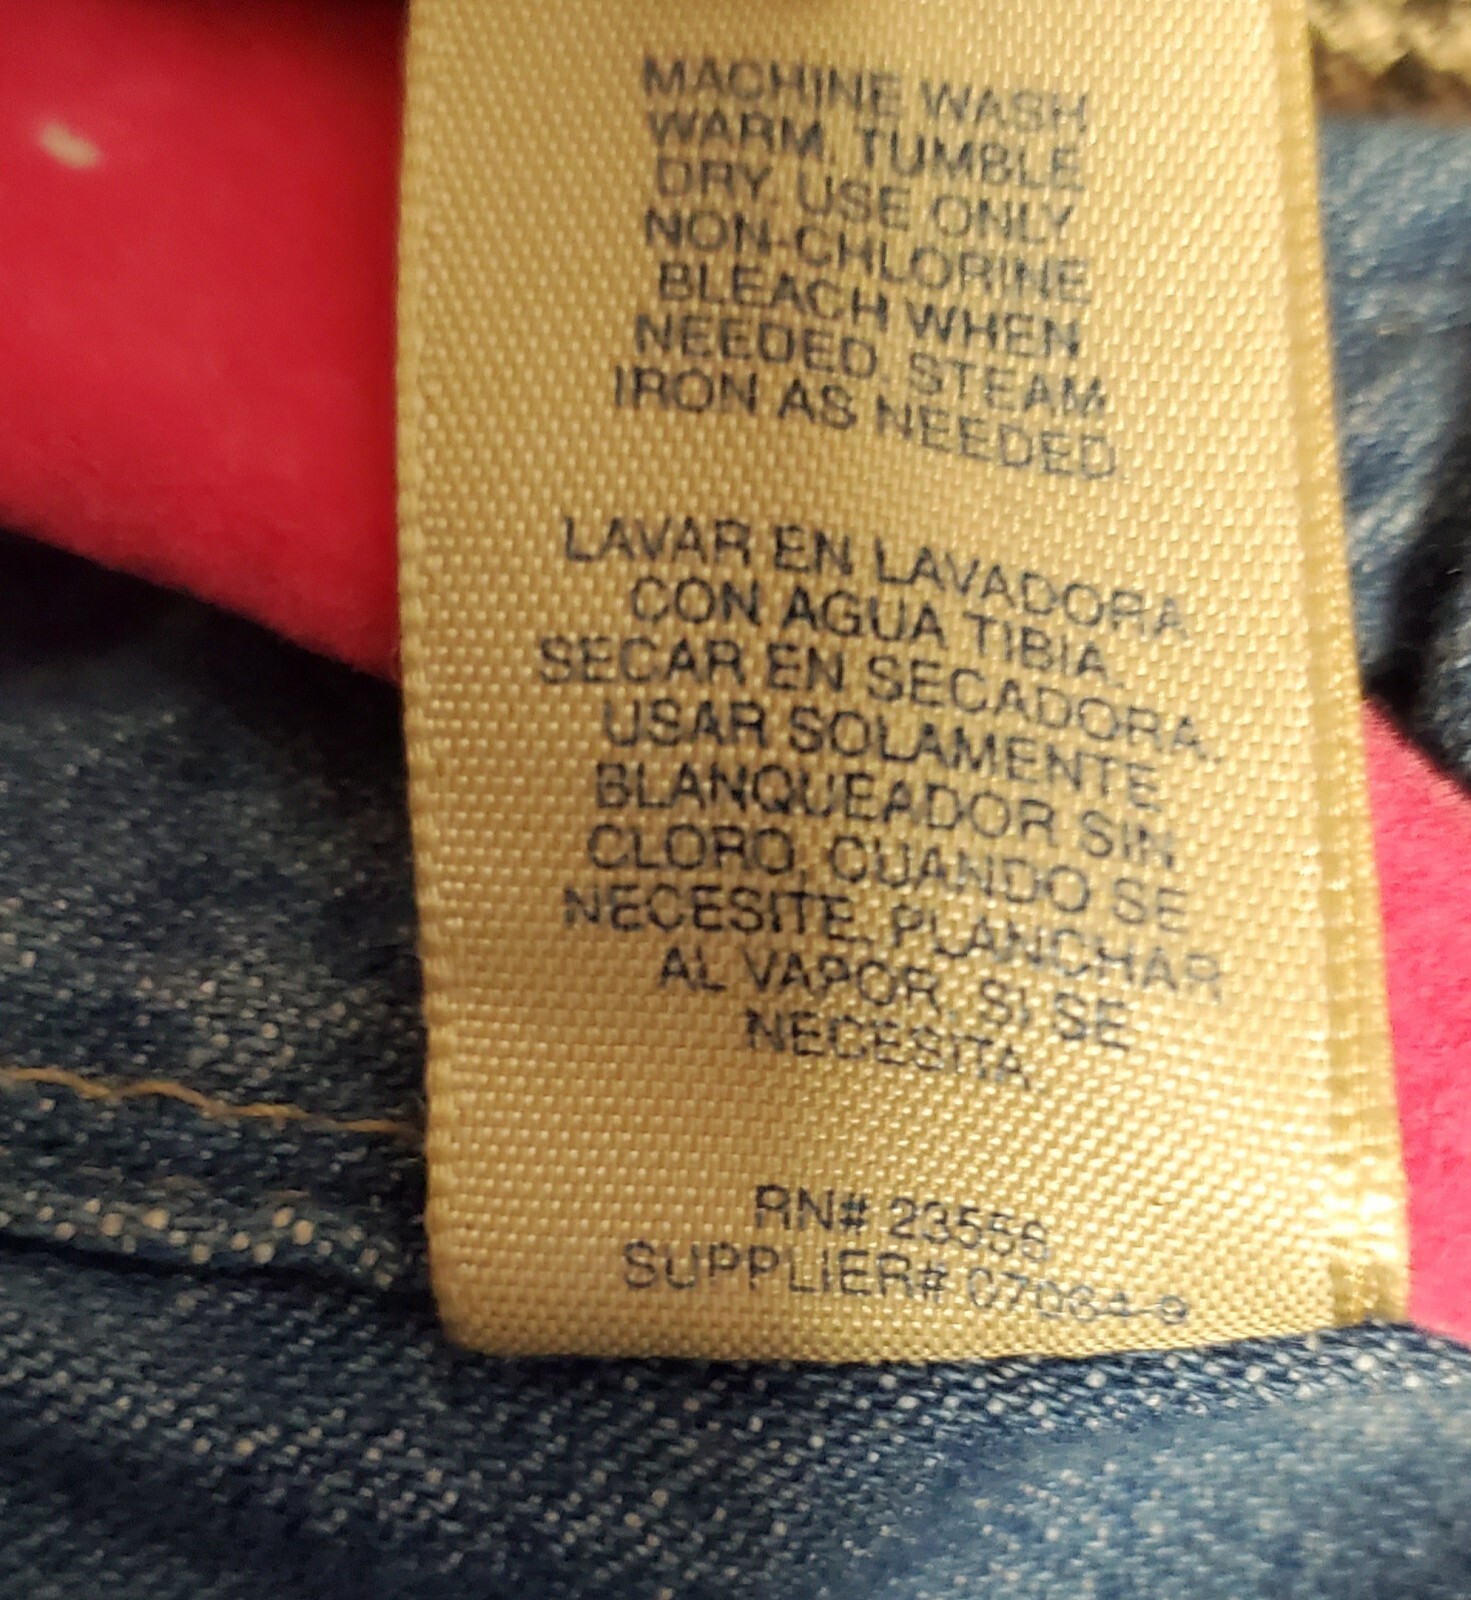 MACHINE WASH
WARM. TUMBLE
DRY. USE ONLY
NON-CHLORINE
BLEACH WHEN
NEEDED. STEAM
IRON AS NEEDED.
LAVAR EN LAVADORA
CON AGUA TIBIA.
SECAR EN SECADORA.
USAR SOLAMENTE
BLANQUEADOR SIN
CLORO, CUANDO SE
NECESITE. PLANCHAR
AL VAPOR, SI SE
NECESITA.
RN# 23556
SUPPLIER# 07064-9